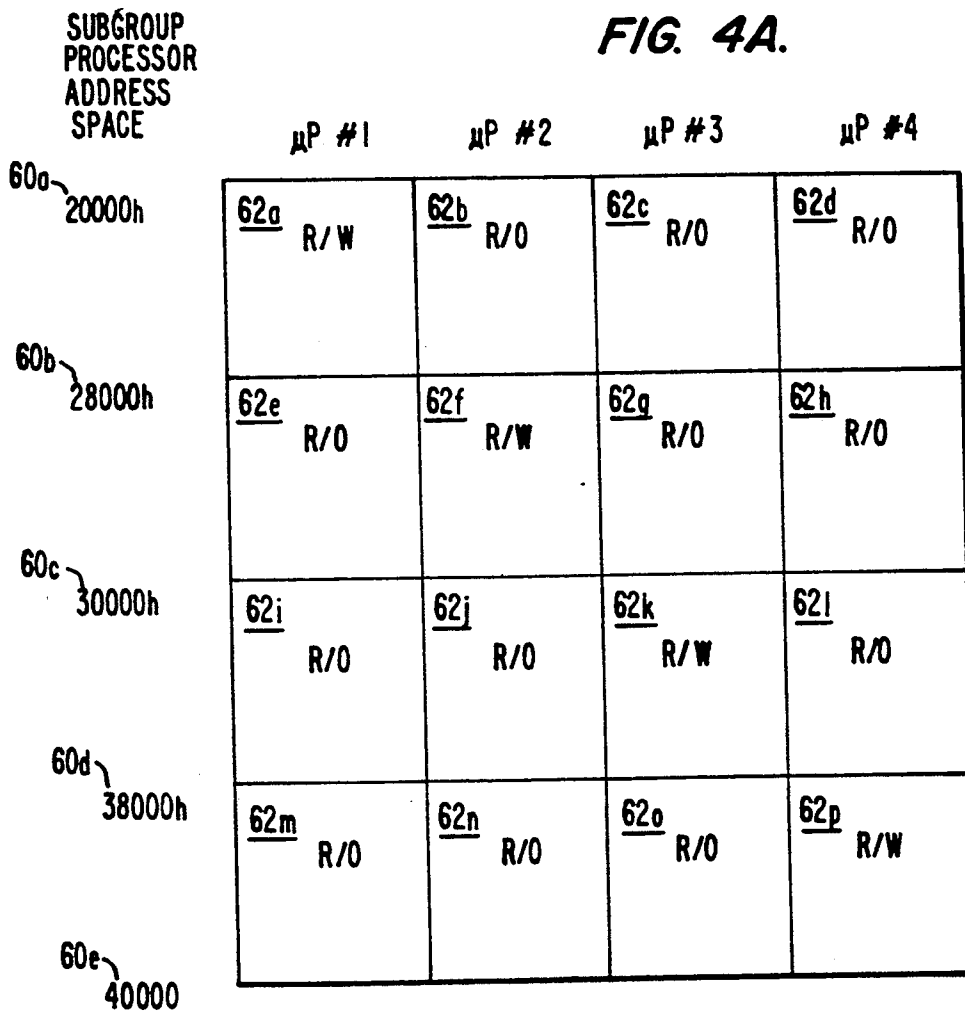 SUBGROUP
PROCESSOR
ADDRESS
SPACE
FIG. 4A.
µP #1 µP #2 µP #3 µP #4
60a
20000h
62a R/W 62b R/O 62c R/O 62d R/O
60b
28000h
62e R/O 62f R/W 62g R/O 62h R/O
60c
30000h
62i R/O 62j R/O 62k R/W 62l R/O
60d
38000h
62m R/O 62n R/O 62o R/O 62p R/W
60e
40000